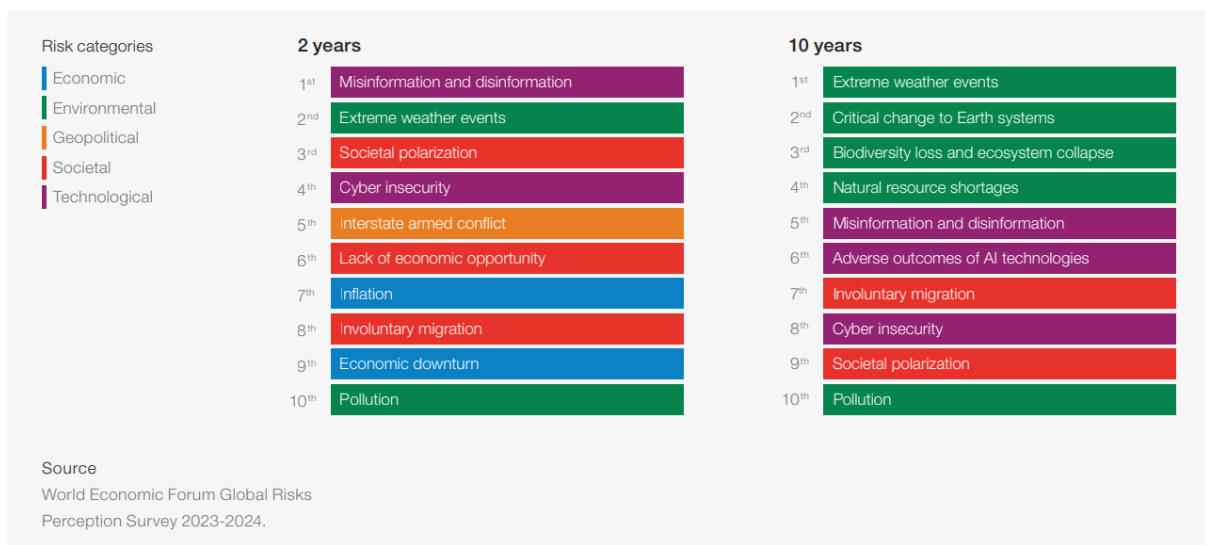 Risk categories
Economic
Environmental
Geopolitical
Societal
Technological
2 years
1st Misinformation and disinformation
2nd Extreme weather events
3rd Societal polarization
4th Cyber insecurity
5th Interstate armed conflict
6th Lack of economic opportunity
7th Inflation
8th Involuntary migration
9th Economic downturn
10th Pollution
10 years
1st Extreme weather events
2nd Critical change to Earth systems
3rd Biodiversity loss and ecosystem collapse
4th Natural resource shortages
5th Misinformation and disinformation
6th Adverse outcomes of AI technologies
7th Involuntary migration
8th Cyber insecurity
9th Societal polarization
10th Pollution
Source
World Economic Forum Global Risks
Perception Survey 2023-2024.